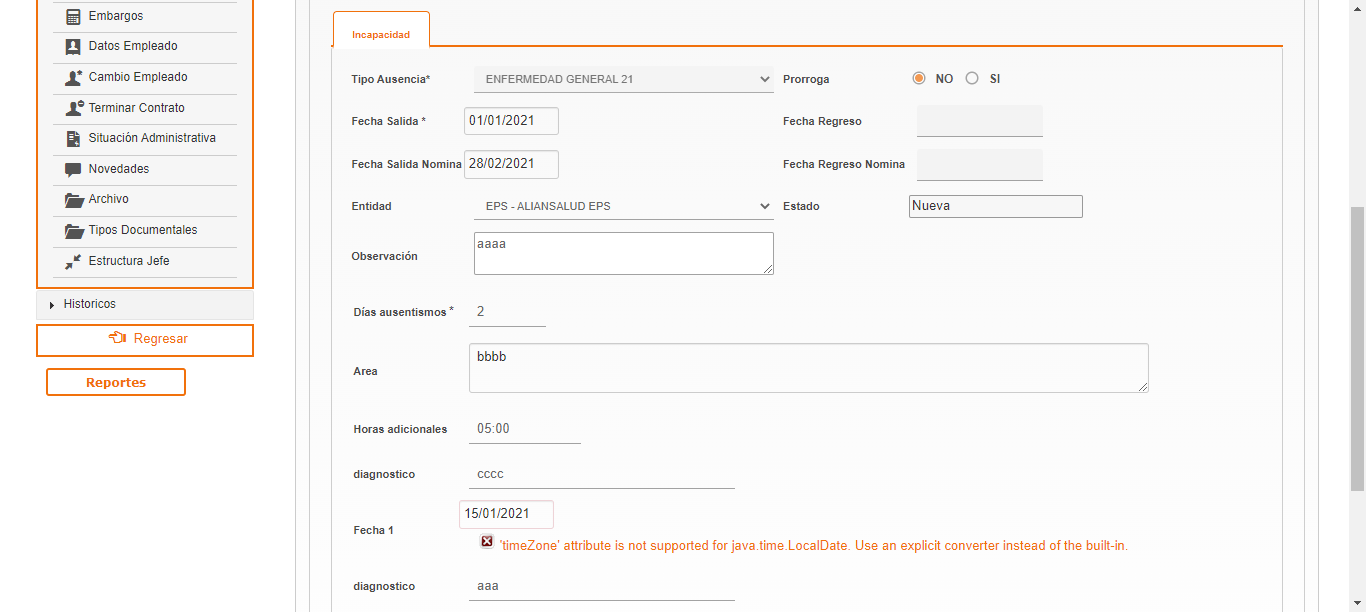 Embargos
Datos Empleado
Cambio Empleado
Terminar Contrato
Situación Administrativa
Novedades
Archivo
Tipos Documentales
Estructura Jefe
Historicos
Regresar
Reportes
Incapacidad
Tipo Ausencia* ENFERMEDAD GENERAL 21 Prorroga NO SI
Fecha Salida * 01/01/2021 Fecha Regreso
Fecha Salida Nomina 28/02/2021 Fecha Regreso Nomina
Entidad EPS - ALIANSALUD EPS Estado Nueva
Observación aaaa
Días ausentismos * 2
Area bbbb
Horas adicionales 05:00
diagnostico cccc
Fecha 1 15/01/2021
'timeZone' attribute is not supported for java.time.LocalDate. Use an explicit converter instead of the built-in.
diagnostico aaa